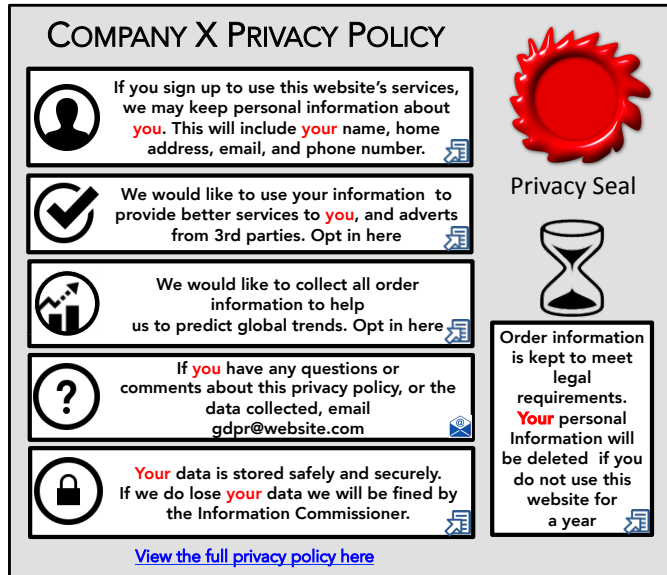 COMPANY X PRIVACY POLICY
If you sign up to use this website's services,
we may keep personal information about
you. This will include your name, home
address, email, and phone number.
We would like to use your information to
provide better services to you, and adverts
from 3rd parties. Opt in here
We would like to collect all order
information to help
us to predict global trends. Opt in here
?
If you have any questions or
comments about this privacy policy, or the
data collected, email
gdpr@website.com
@
Your data is stored safely and securely.
If we do lose your data we will be fined by
the Information Commissioner.
View the full privacy policy here
Privacy Seal
Order information
is kept to meet
legal
requirements.
Your personal
Information will
be deleted if you
do not use this
website for
a year